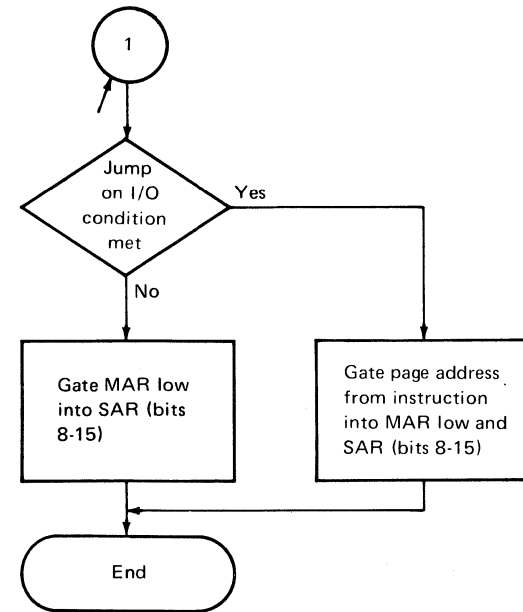 1
Jump
on I/O
condition
met
Yes
No
Gate MAR low
into SAR (bits
8-15)
Gate page address
from instruction
into MAR low and
SAR (bits 8-15)
End